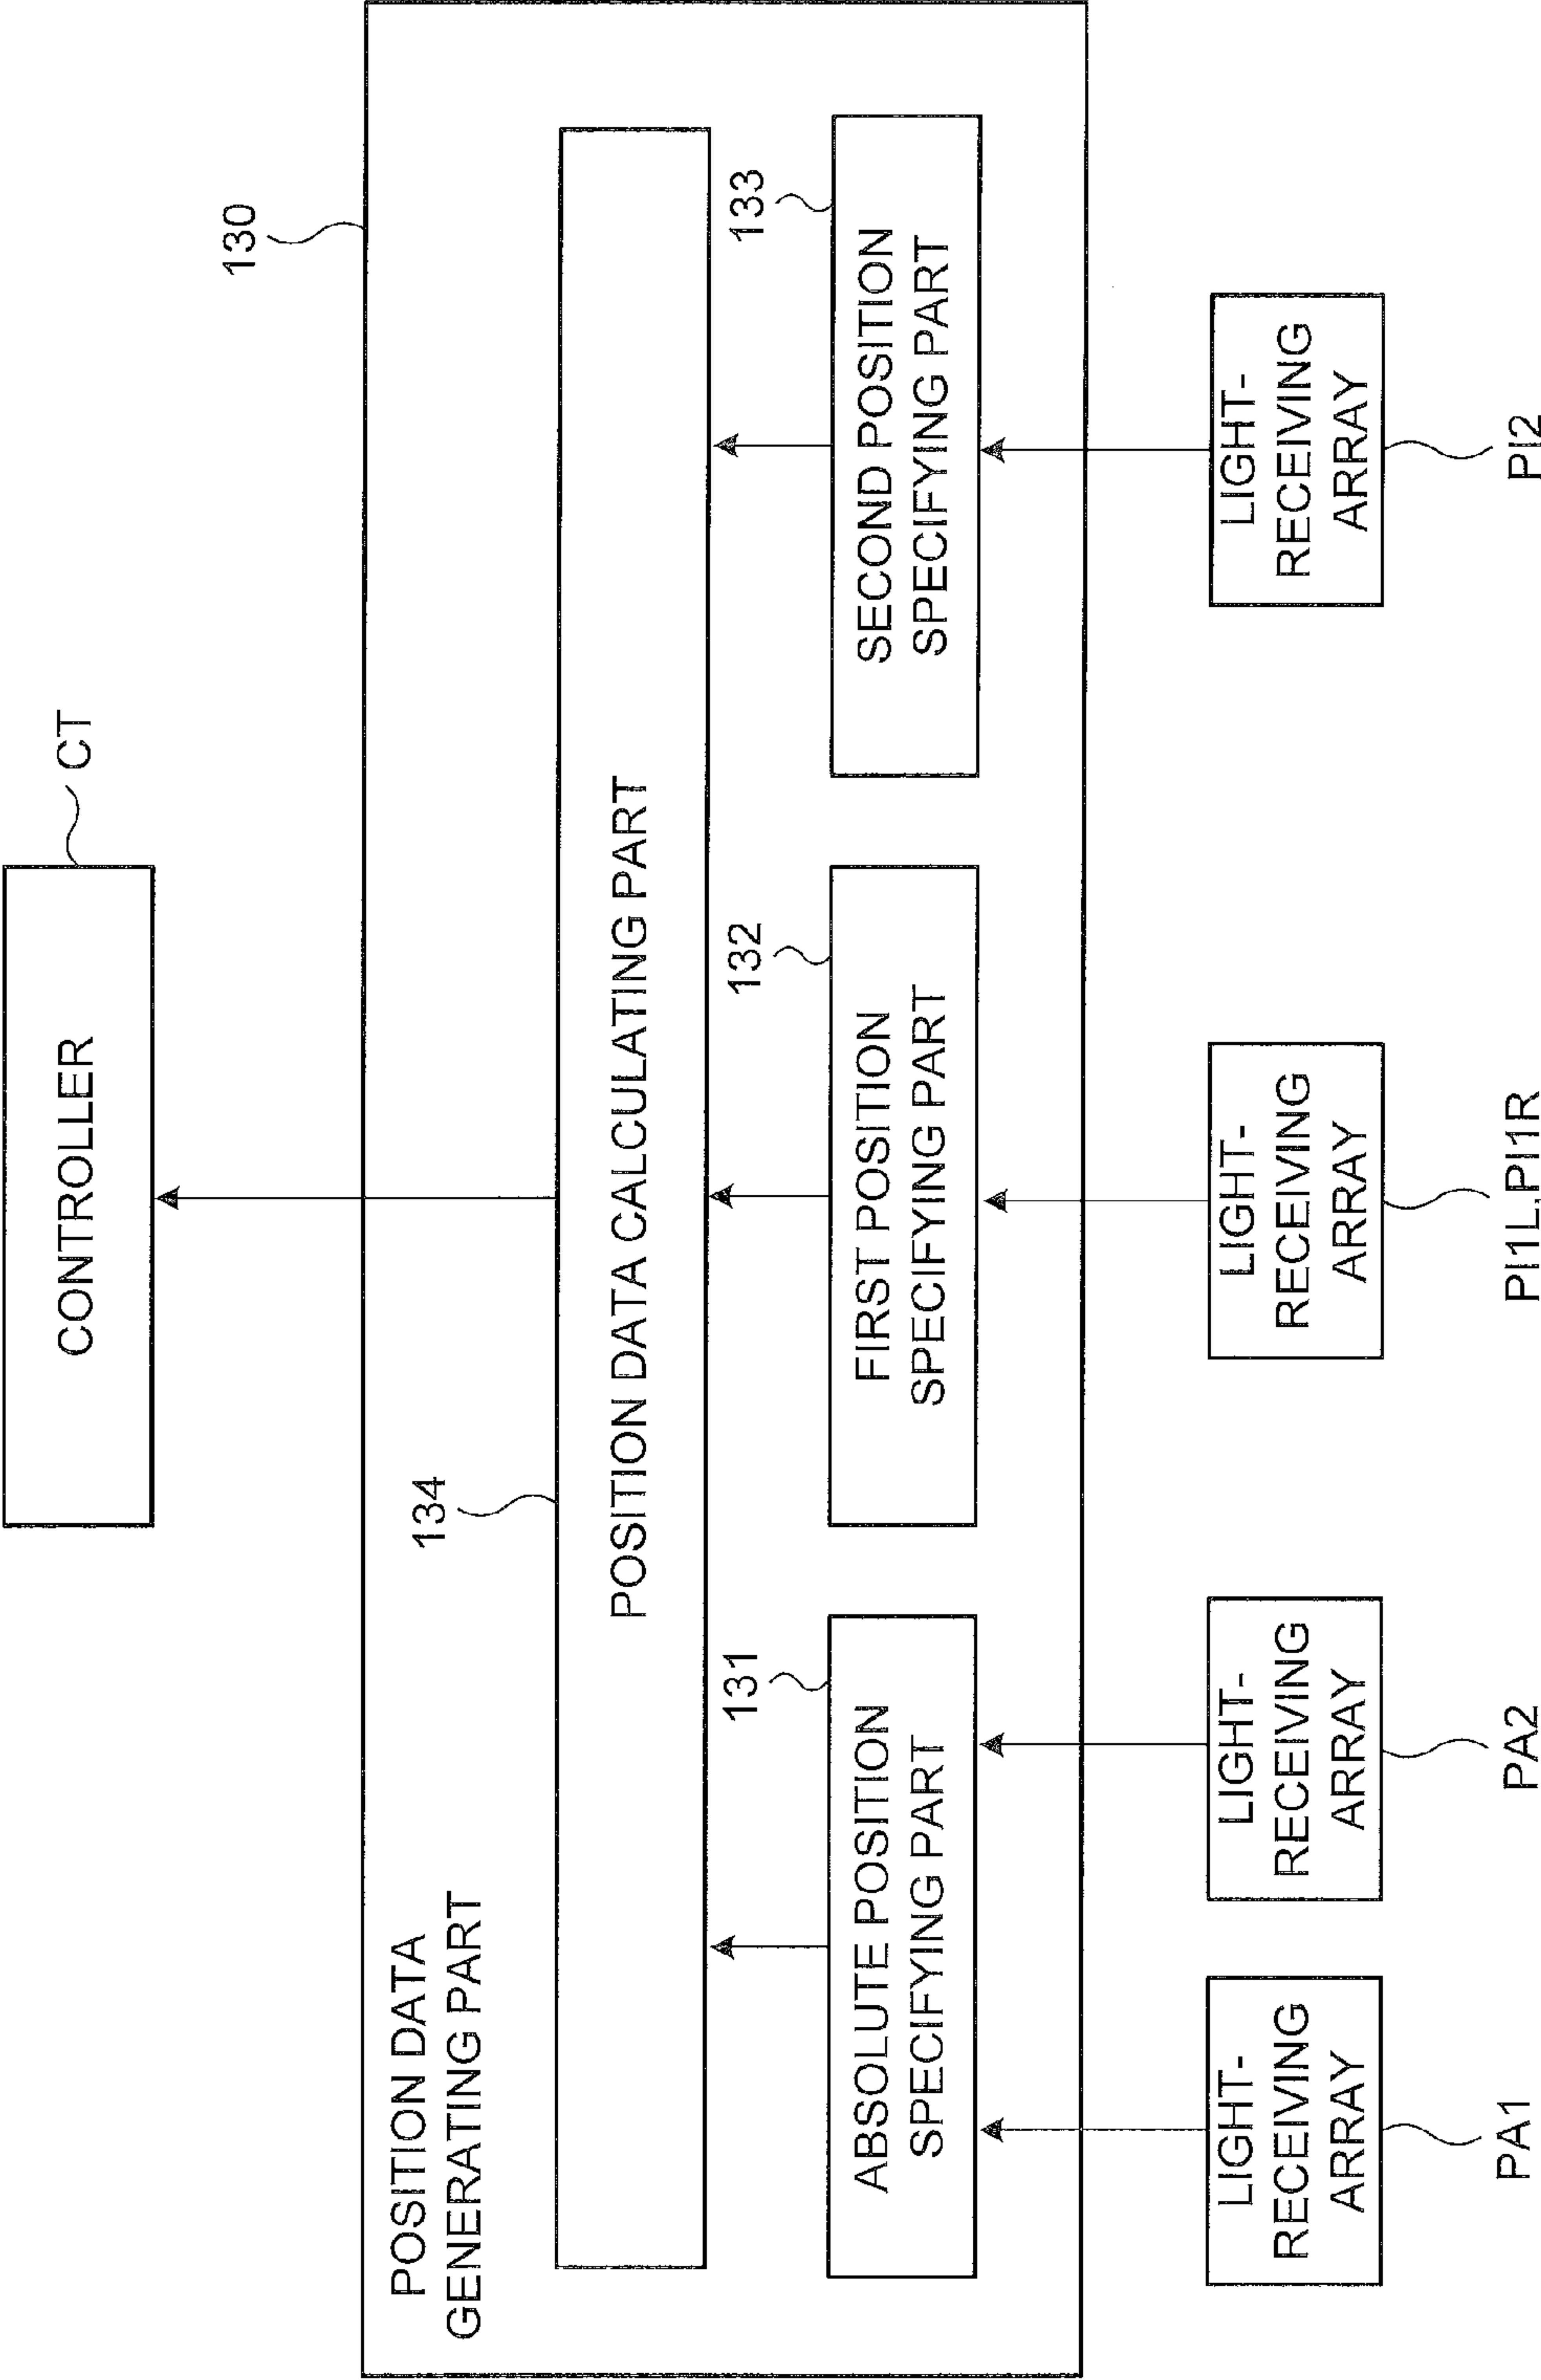 CONTROLLER
CT
130
POSITION DATA
GENERATING PART
134
POSITION DATA CALCULATING PART
131
132
133
ABSOLUTE POSITION
SPECIFYING PART
FIRST POSITION
SPECIFYING PART
SECOND POSITION
SPECIFYING PART
LIGHT-
RECEIVING
ARRAY
LIGHT-
RECEIVING
ARRAY
LIGHT-
RECEIVING
ARRAY
LIGHT-
RECEIVING
ARRAY
PA1
PA2
PI1L,PI1R
PI2